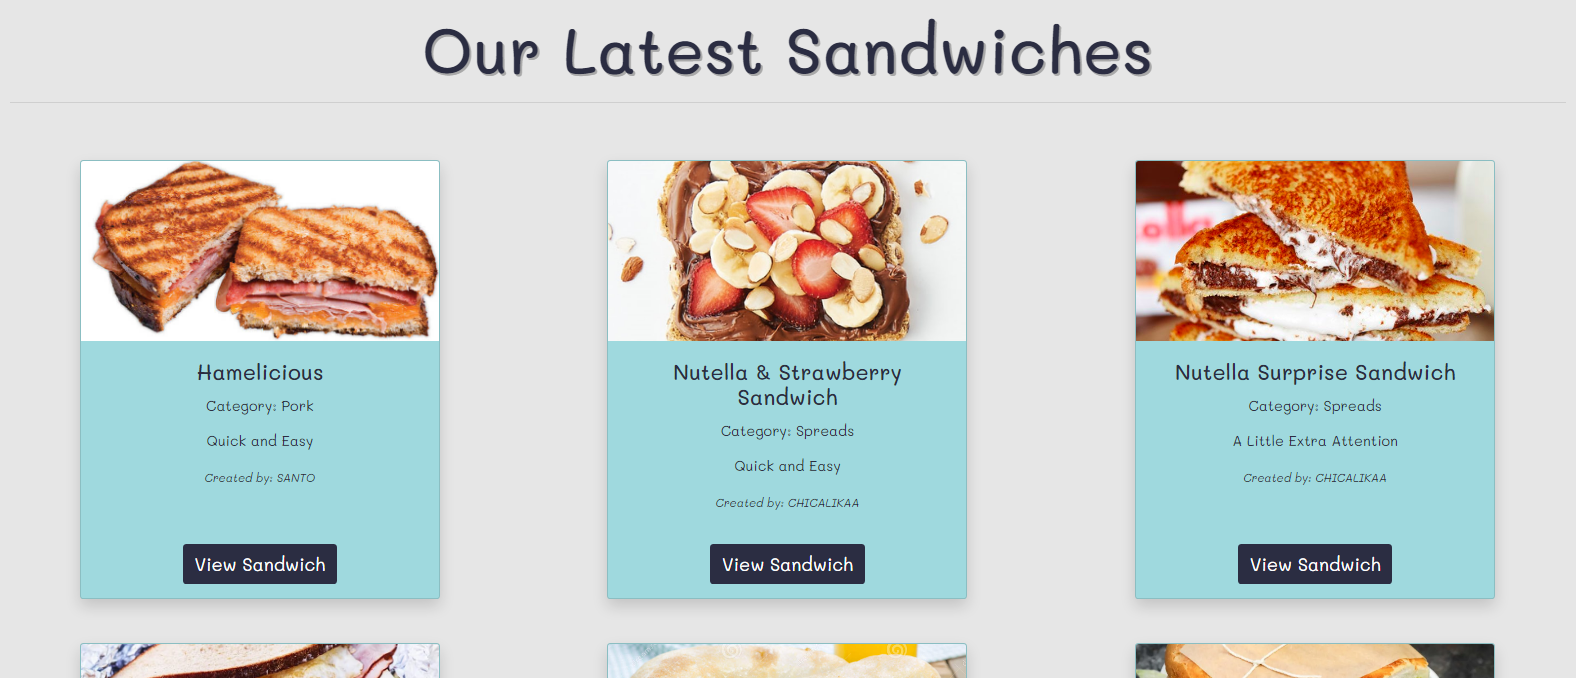 Our Latest Sandwiches
Hamelicious
Category: Pork
Quick and Easy
Created by: SANTO
View Sandwich
Nutella & Strawberry
Sandwich
Category: Spreads
Quick and Easy
Created by: CHICALIKAA
View Sandwich
Nutella Surprise Sandwich
Category: Spreads
A Little Extra Attention
Created by: CHICALIKAA
View Sandwich